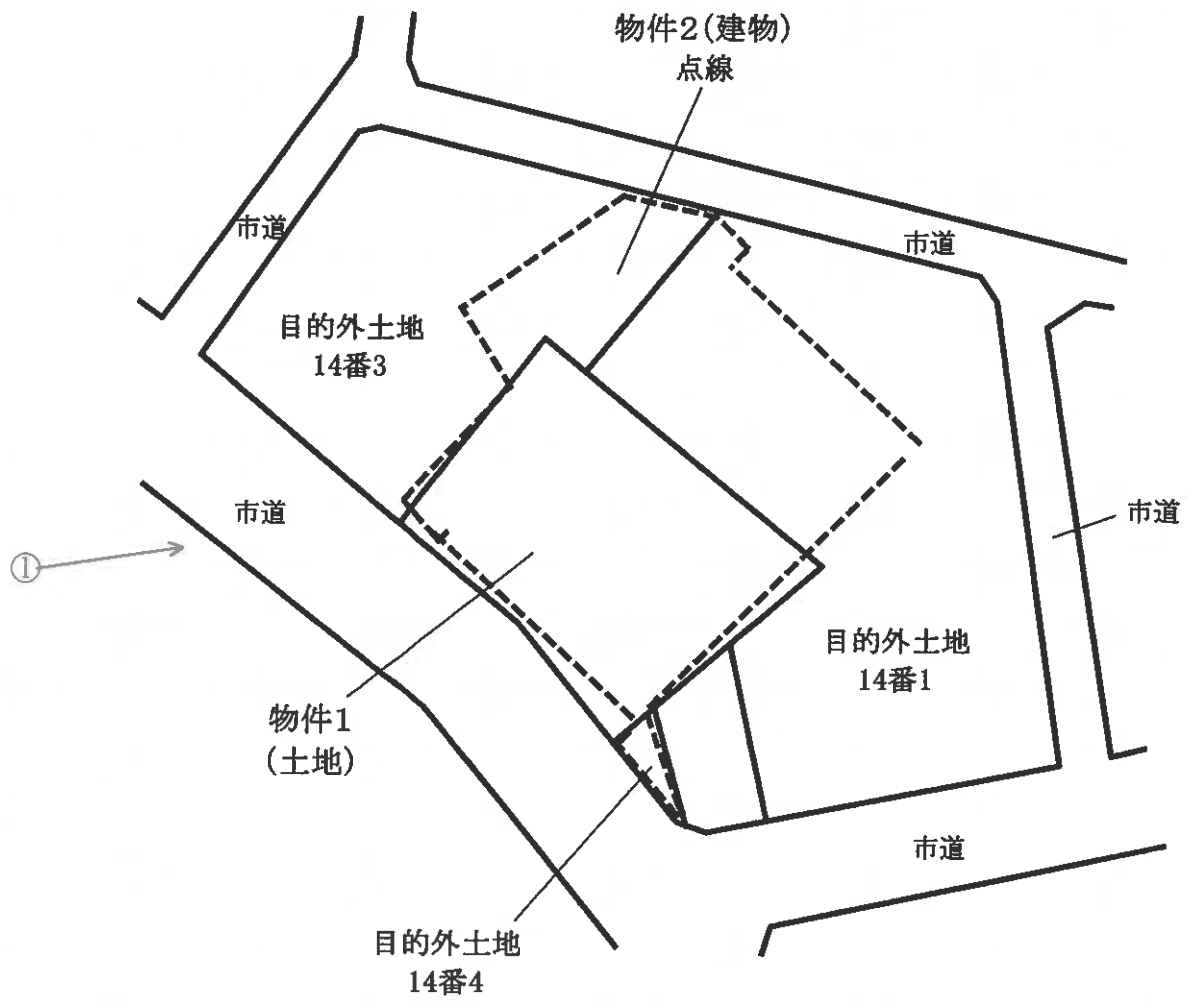 物件2(建物)
点線
市道
市道
目的外土地
14番3
市道
市道
①
目的外土地
14番1
物件1
(土地)
市道
目的外土地
14番4